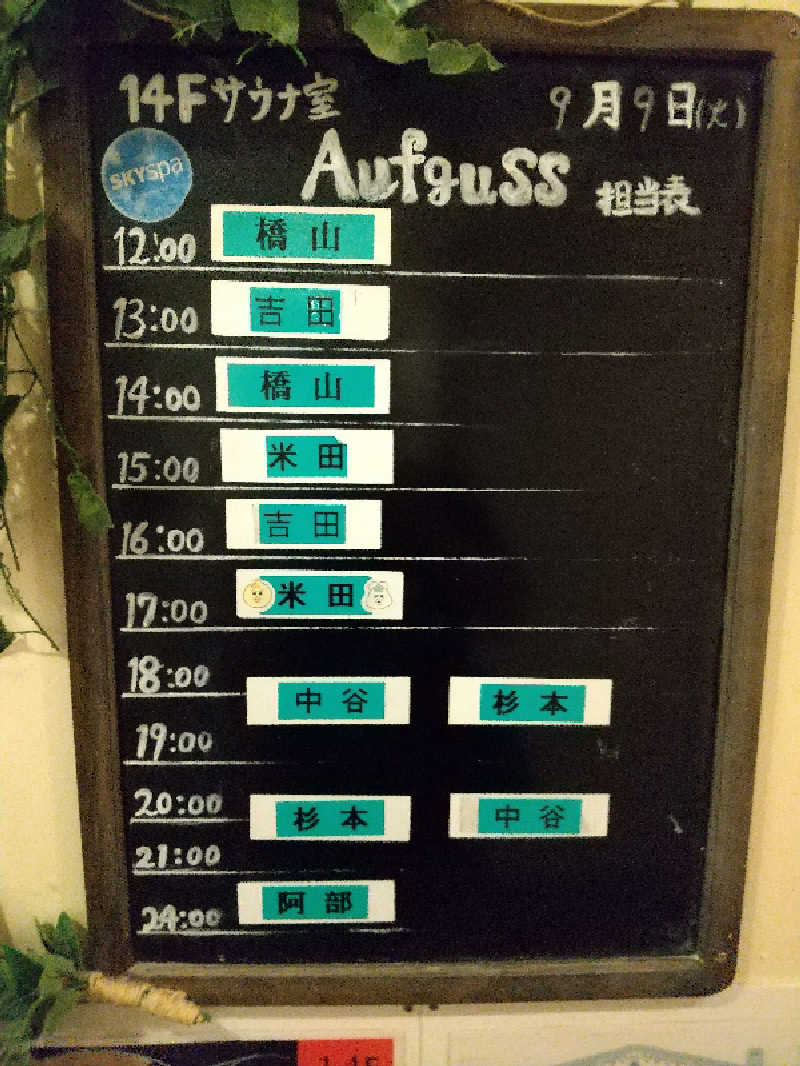 14F サウナ室 9月9日(火)
SKYspa
Aufguss 担当表
12:00 橋山
13:00 吉田
14:00 橋山
15:00 米田
16:00 吉田
17:00 米田
18:00
中谷 杉本
19:00
20:00
杉本 中谷
21:00
24:00 阿部